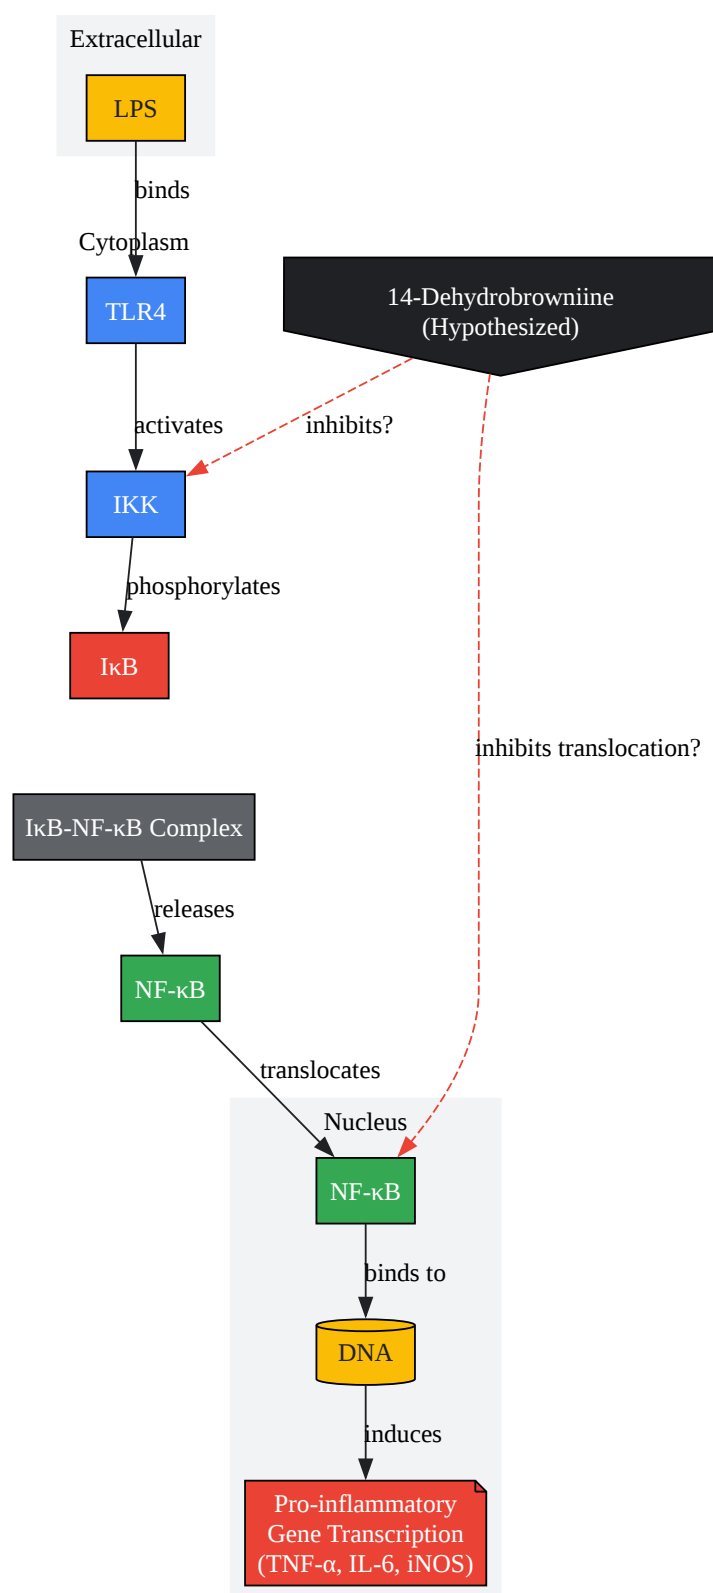 Extracellular
LPS
binds
Cytoplasm
TLR4
14-Dehydrobrowniine
(Hypothesized)
activates
inhibits?
IKK
phosphorylates
IκB
inhibits translocation?
IκB-NF-κB Complex
releases
NF-κB
translocates
Nucleus
NF-κB
binds to
DNA
induces
Pro-inflammatory
Gene Transcription
(TNF-α, IL-6, iNOS)